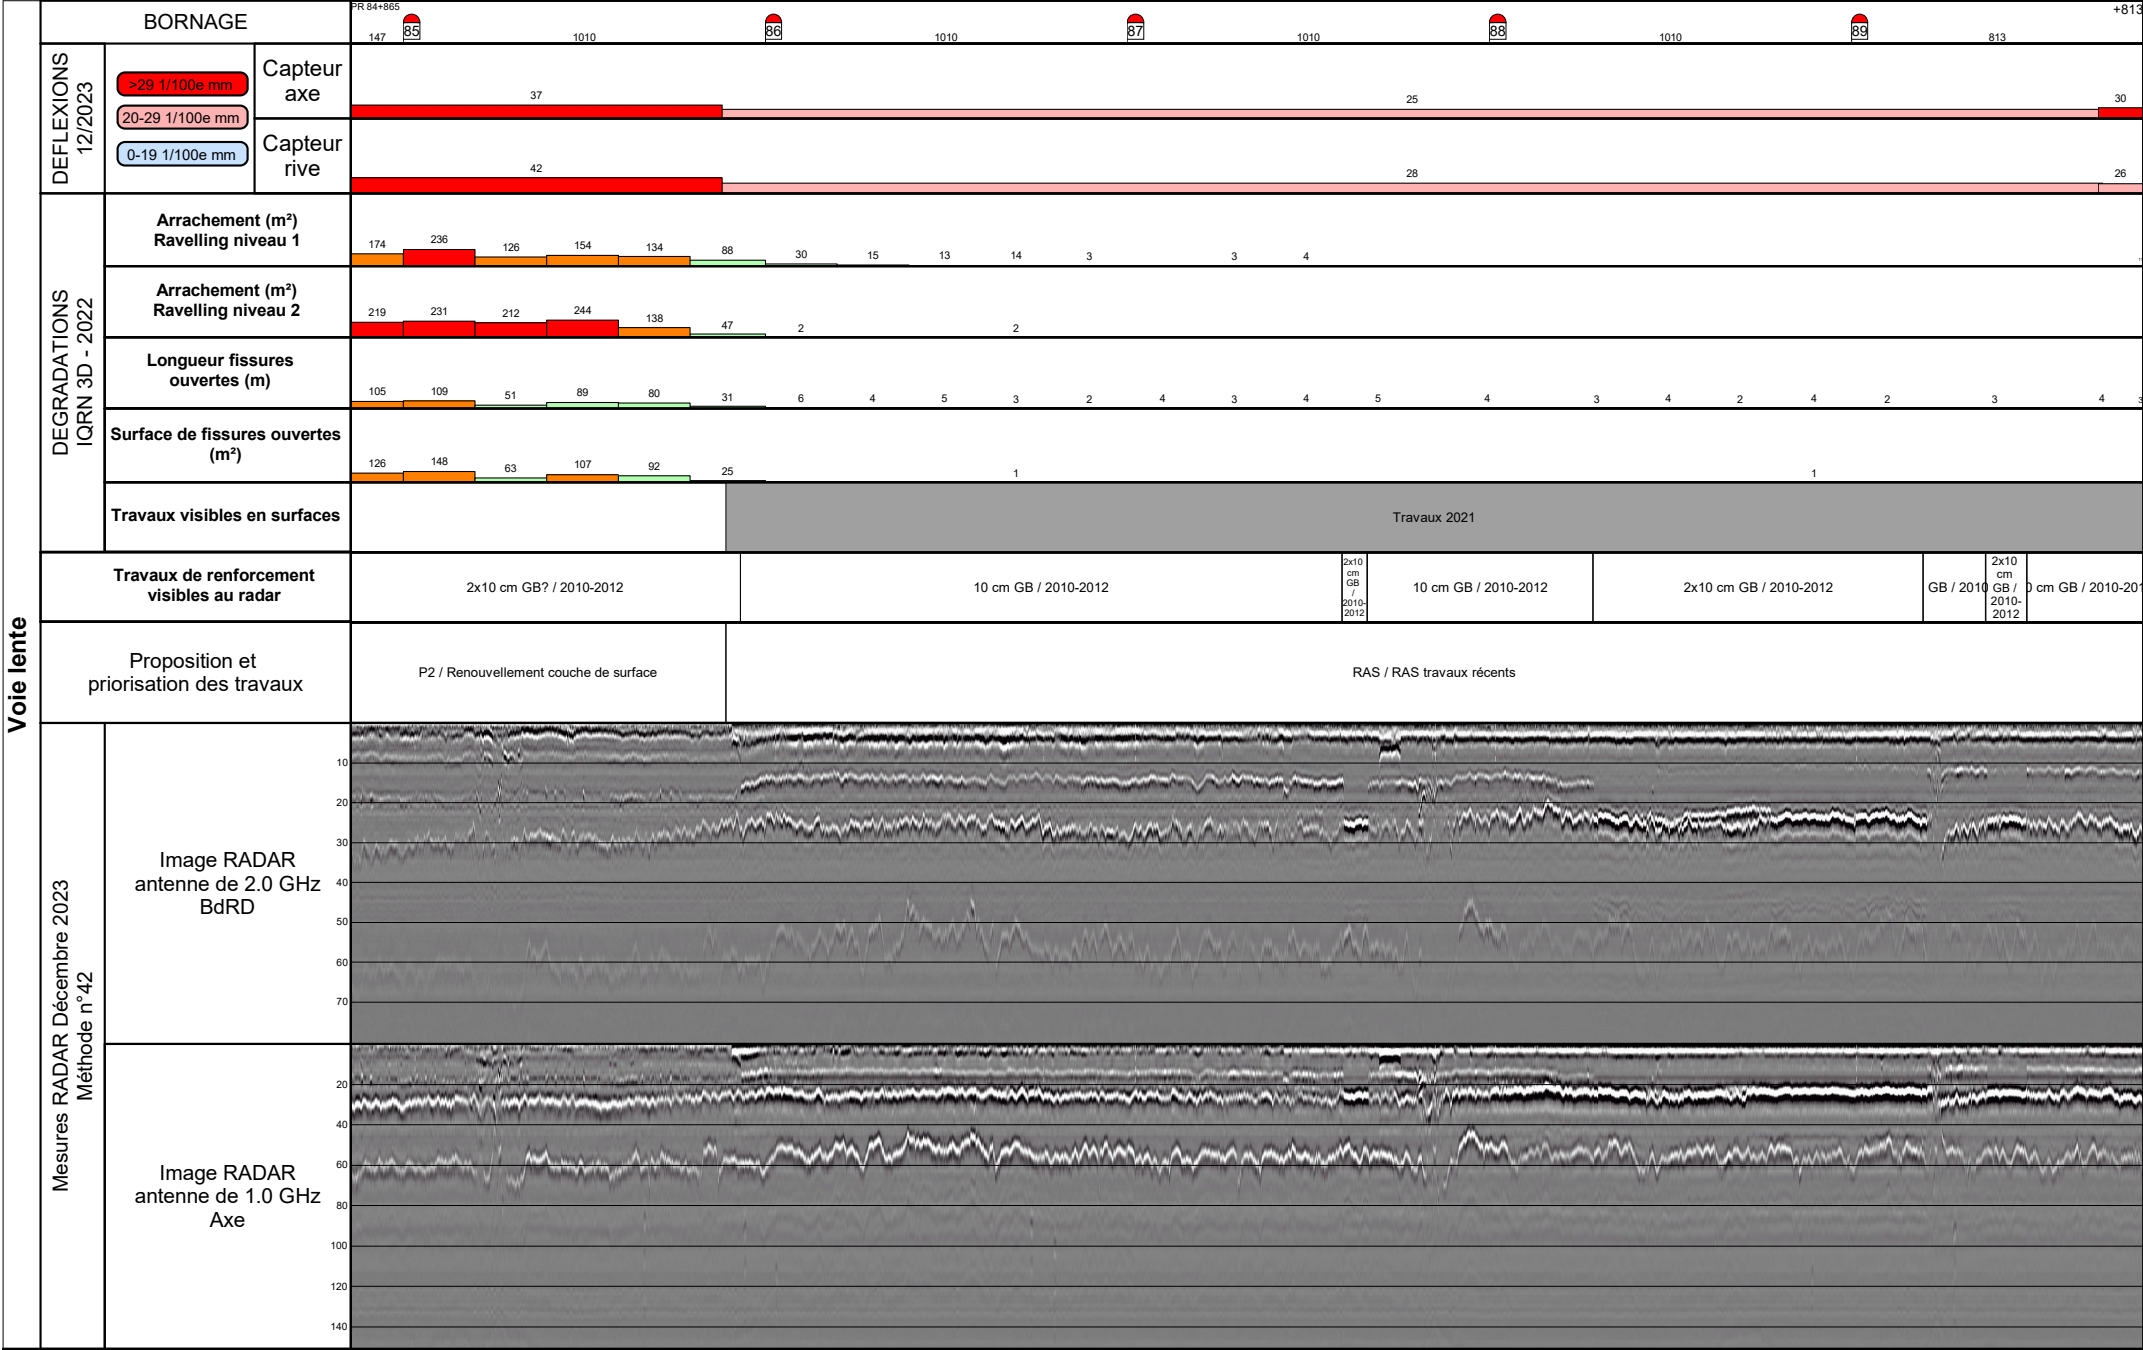 PR 84+865
+813
BORNAGE
85
86
87
88
89
147
1010
1010
1010
1010
813
Voie lente
DEFLEXIONS
12/2023
>29 1/100e mm
20-29 1/100e mm
0-19 1/100e mm
Capteur
axe
37
25
30
Capteur
rive
42
28
26
DEGRADATIONS
IQRN 3D - 2022
Arrachement (m²)
Ravelling niveau 1
174
236
126
154
134
88
30
15
13
14
3
3
4
Arrachement (m²)
Ravelling niveau 2
219
231
212
244
138
47
2
2
Longueur fissures
ouvertes (m)
105
109
51
89
80
31
6
4
5
3
2
4
3
4
5
4
3
4
2
4
2
3
4
3
Surface de fissures ouvertes
(m²)
126
148
63
107
92
25
1
1
Travaux visibles en surfaces
Travaux 2021
Travaux de renforcement
visibles au radar
2x10 cm GB? / 2010-2012
10 cm GB / 2010-2012
2x10
cm
GB
/
2010-
2012
10 cm GB / 2010-2012
2x10 cm GB / 2010-2012
GB / 2010
2x10
cm
GB /
2010-
2012
0 cm GB / 2010-201
Proposition et
priorisation des travaux
P2 / Renouvellement couche de surface
RAS / RAS travaux récents
Mesures RADAR Décembre 2023
Méthode n°42
Image RADAR
antenne de 2.0 GHz
BdRD
10
20
30
40
50
60
70
Image RADAR
antenne de 1.0 GHz
Axe
20
40
60
80
100
120
140